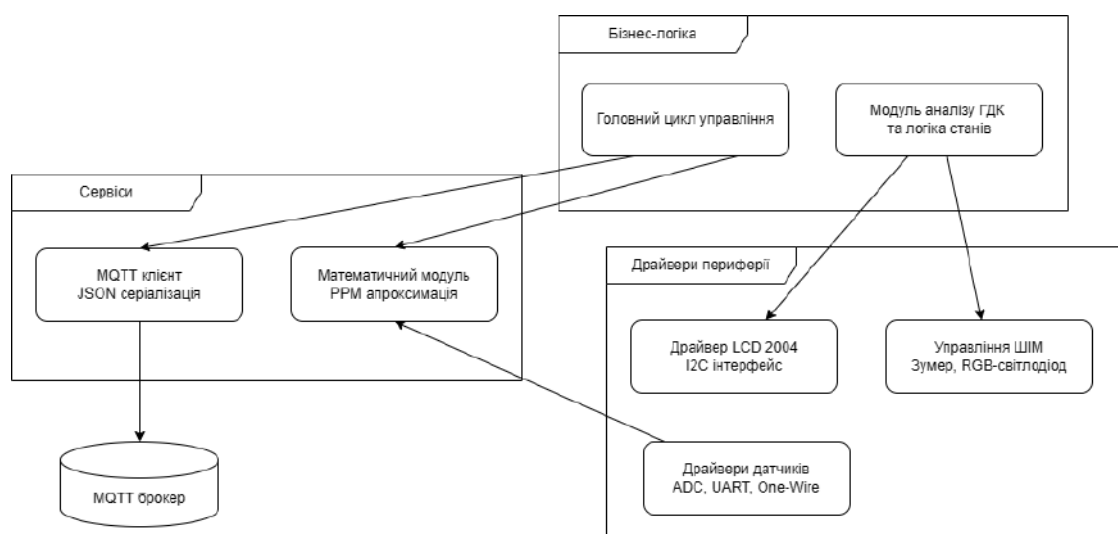 Бізнес-логіка
Головний цикл управління
Модуль аналізу ГДК
та логіка станів
Сервіси
MQTT клієнт
JSON серіалізація
Математичний модуль
PPM апроксимація
Драйвери периферії
Драйвер LCD 2004
I2C інтерфейс
Управління ШІМ
Зумер, RGB-світлодіод
Драйвери датчиків
ADC, UART, One-Wire
MQTT брокер